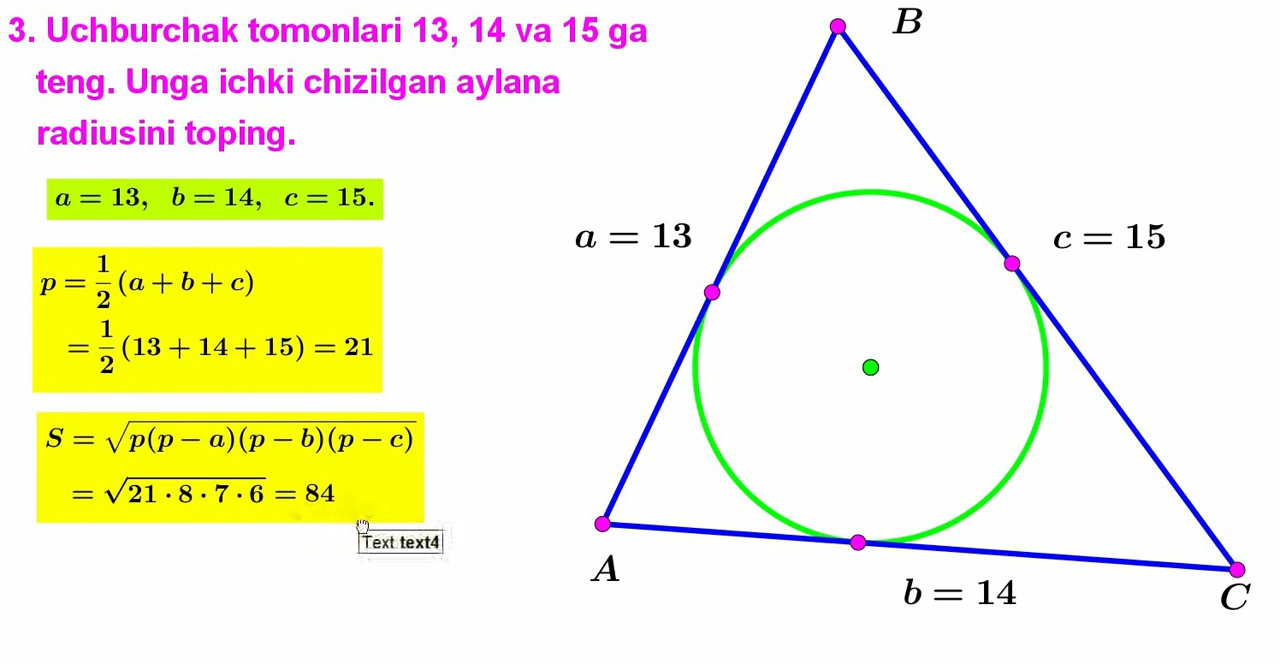 3. Uchburchak tomonlari 13, 14 va 15 ga
teng. Unga ichki chizilgan aylana
radiusini toping.
a = 13, b = 14, c = 15.
p = 1/2 (a + b + c)
= 1/2 (13 + 14 + 15) = 21
S = √p(p − a)(p − b)(p − c)
= √21 · 8 · 7 · 6 = 84
Text text4
B
a = 13
c = 15
A
b = 14
C